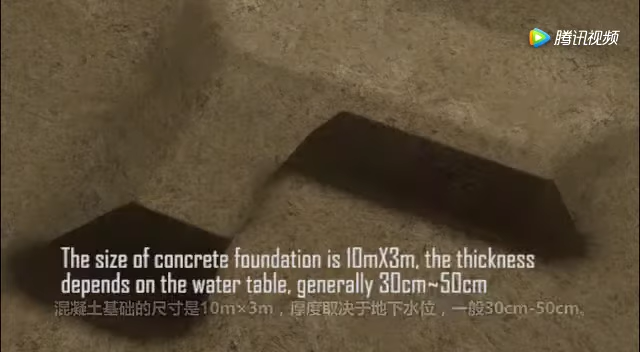 腾讯视频
The size of concrete foundation is 10mX3m, the thickness
depends on the water table, generally 30cm~50cm
混凝土基础的尺寸是10m×3m，厚度取决于地下水位，一般30cm-50cm。